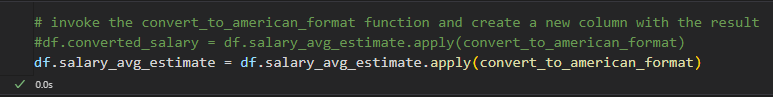 # invoke the convert_to_american_format function and create a new column with the result
#df.converted_salary = df.salary_avg_estimate.apply(convert_to_american_format)
df.salary_avg_estimate = df.salary_avg_estimate.apply(convert_to_american_format)
✓ 0.0s